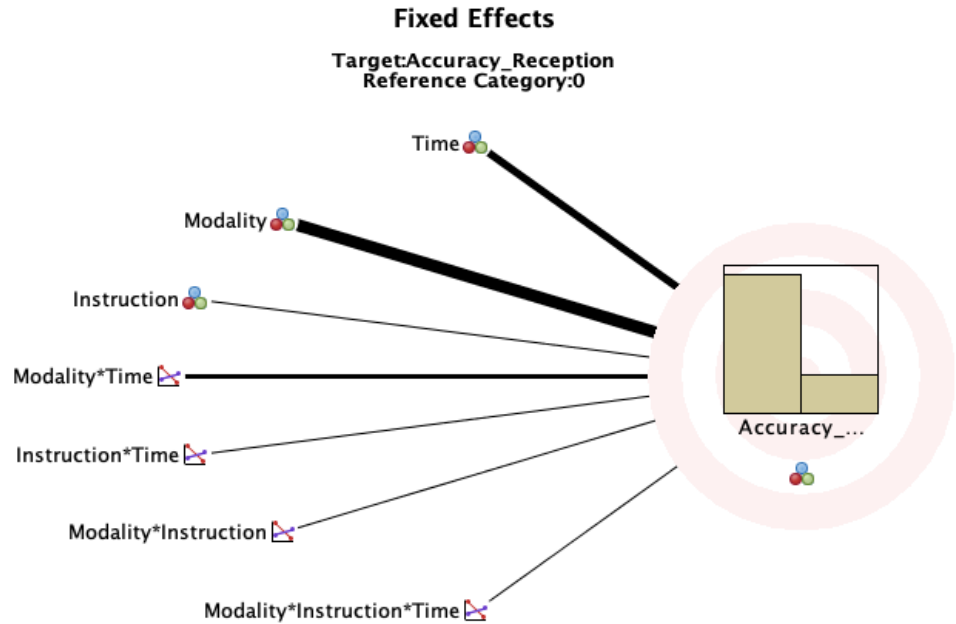 Fixed Effects
Target:Accuracy_Reception
Reference Category:0
Time
Modality
Instruction
Modality*Time
Instruction*Time
Modality*Instruction
Modality*Instruction*Time
Accuracy_...